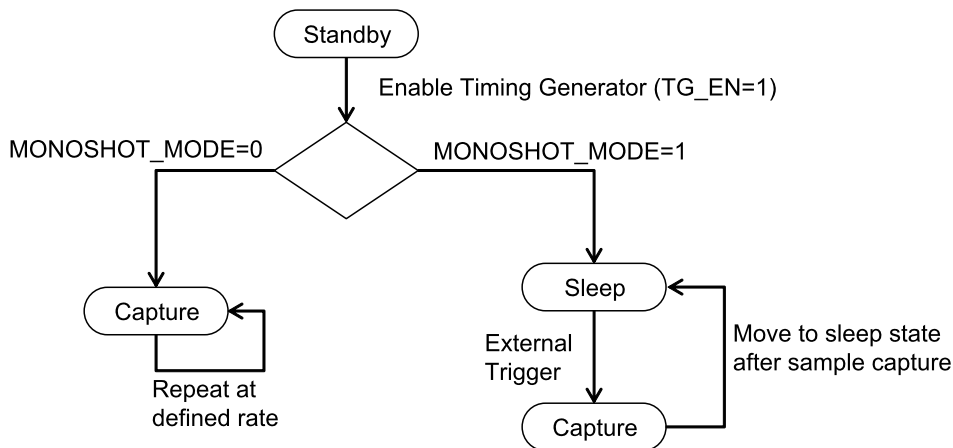 Standby
Enable Timing Generator (TG_EN=1)
MONOSHOT_MODE=0
MONOSHOT_MODE=1
Sleep
Capture
External
Trigger
Move to sleep state
after sample capture
Repeat at
defined rate
Capture